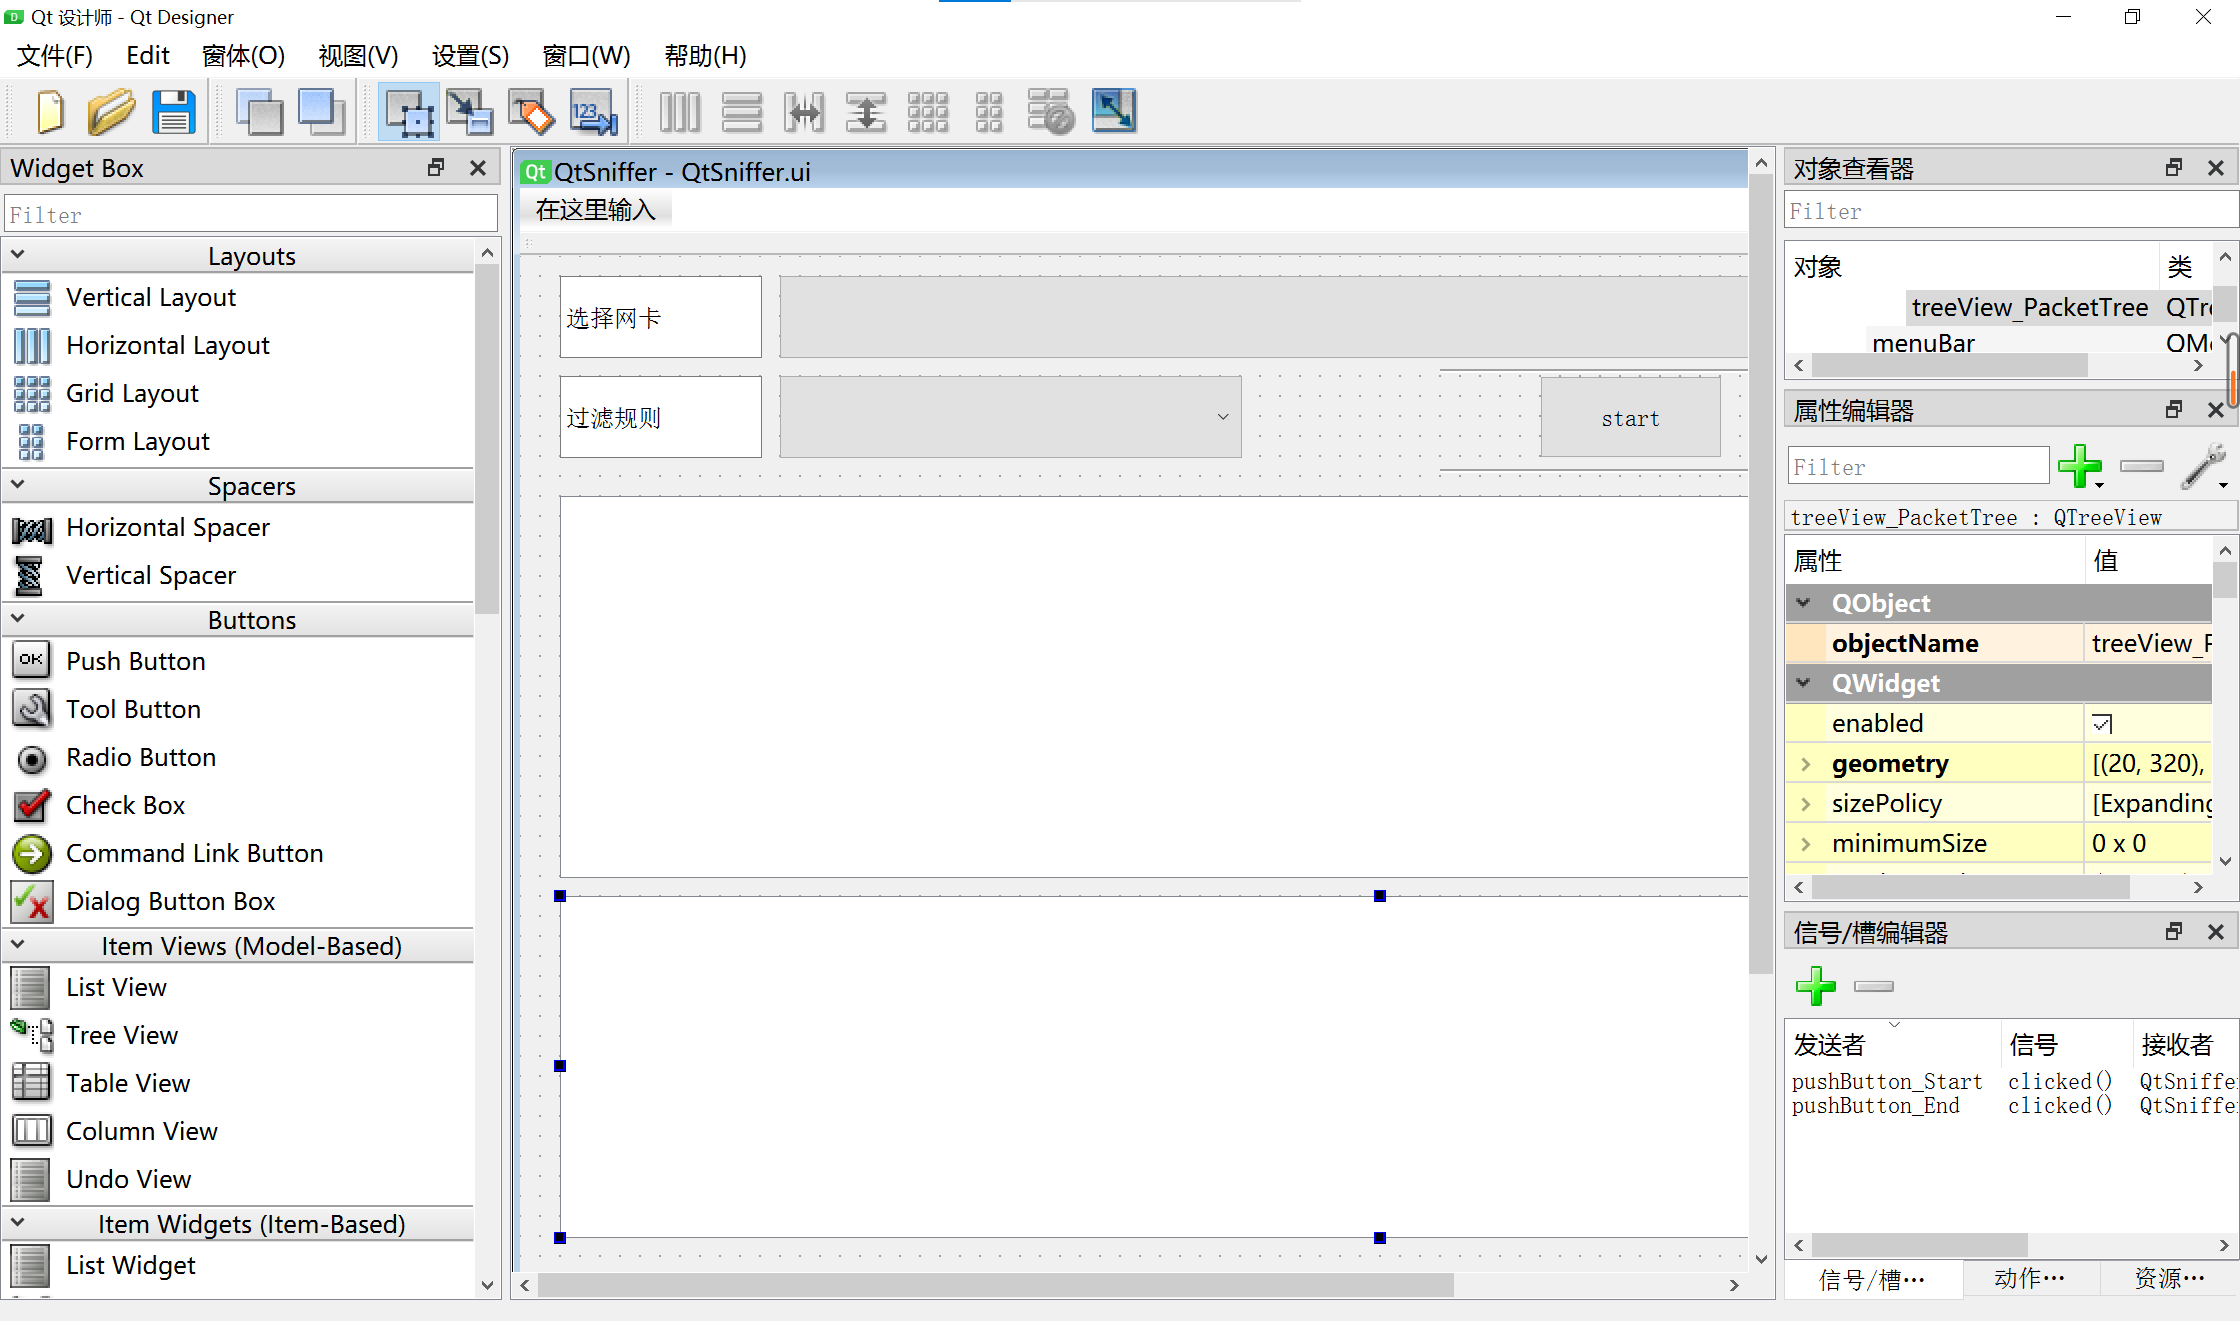 Qt 设计师 - Qt Designer
文件(F) Edit 窗体(O) 视图(V) 设置(S) 窗口(W) 帮助(H)
123
Widget Box
Filter
Layouts
Vertical Layout
Horizontal Layout
Grid Layout
Form Layout
Spacers
Horizontal Spacer
Vertical Spacer
Buttons
OK Push Button
Tool Button
Radio Button
Check Box
Command Link Button
Dialog Button Box
Item Views (Model-Based)
List View
Tree View
Table View
Column View
Undo View
Item Widgets (Item-Based)
List Widget
Qt QtSniffer - QtSniffer.ui
在这里输入
选择网卡
过滤规则
start
对象查看器
Filter
对象 类
treeView_PacketTree QTre
menuBar QMe
属性编辑器
Filter
treeView_PacketTree : QTreeView
属性 值
QObject
objectName treeView_P
QWidget
enabled
geometry [(20, 320),
sizePolicy [Expanding
minimumSize 0 x 0
信号/槽编辑器
发送者 信号 接收者
pushButton_Start clicked() QtSniffe
pushButton_End clicked() QtSniffe
信号/槽… 动作… 资源…